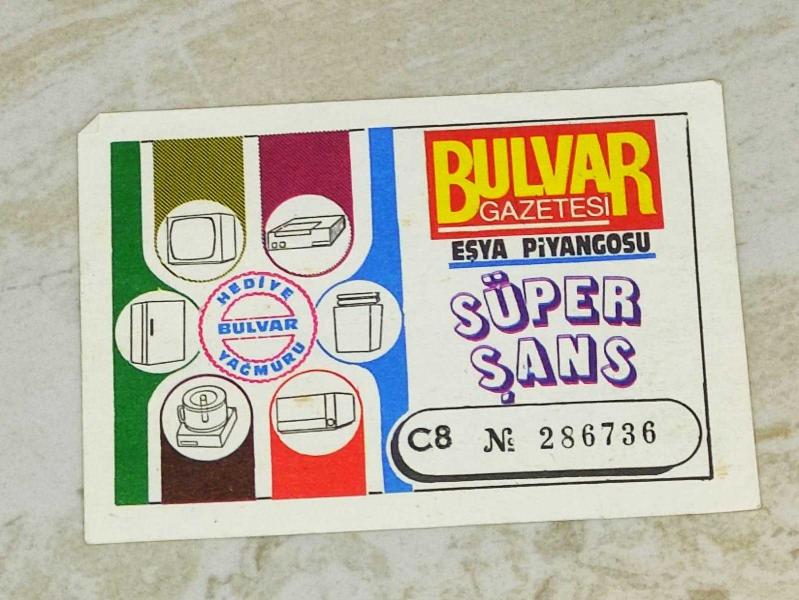 HEDİYE
BULVAR
YAĞMURU
BULVAR
GAZETESI
EŞYA PİYANGOSU
SÜPER
ŞANS
C8 № 286736